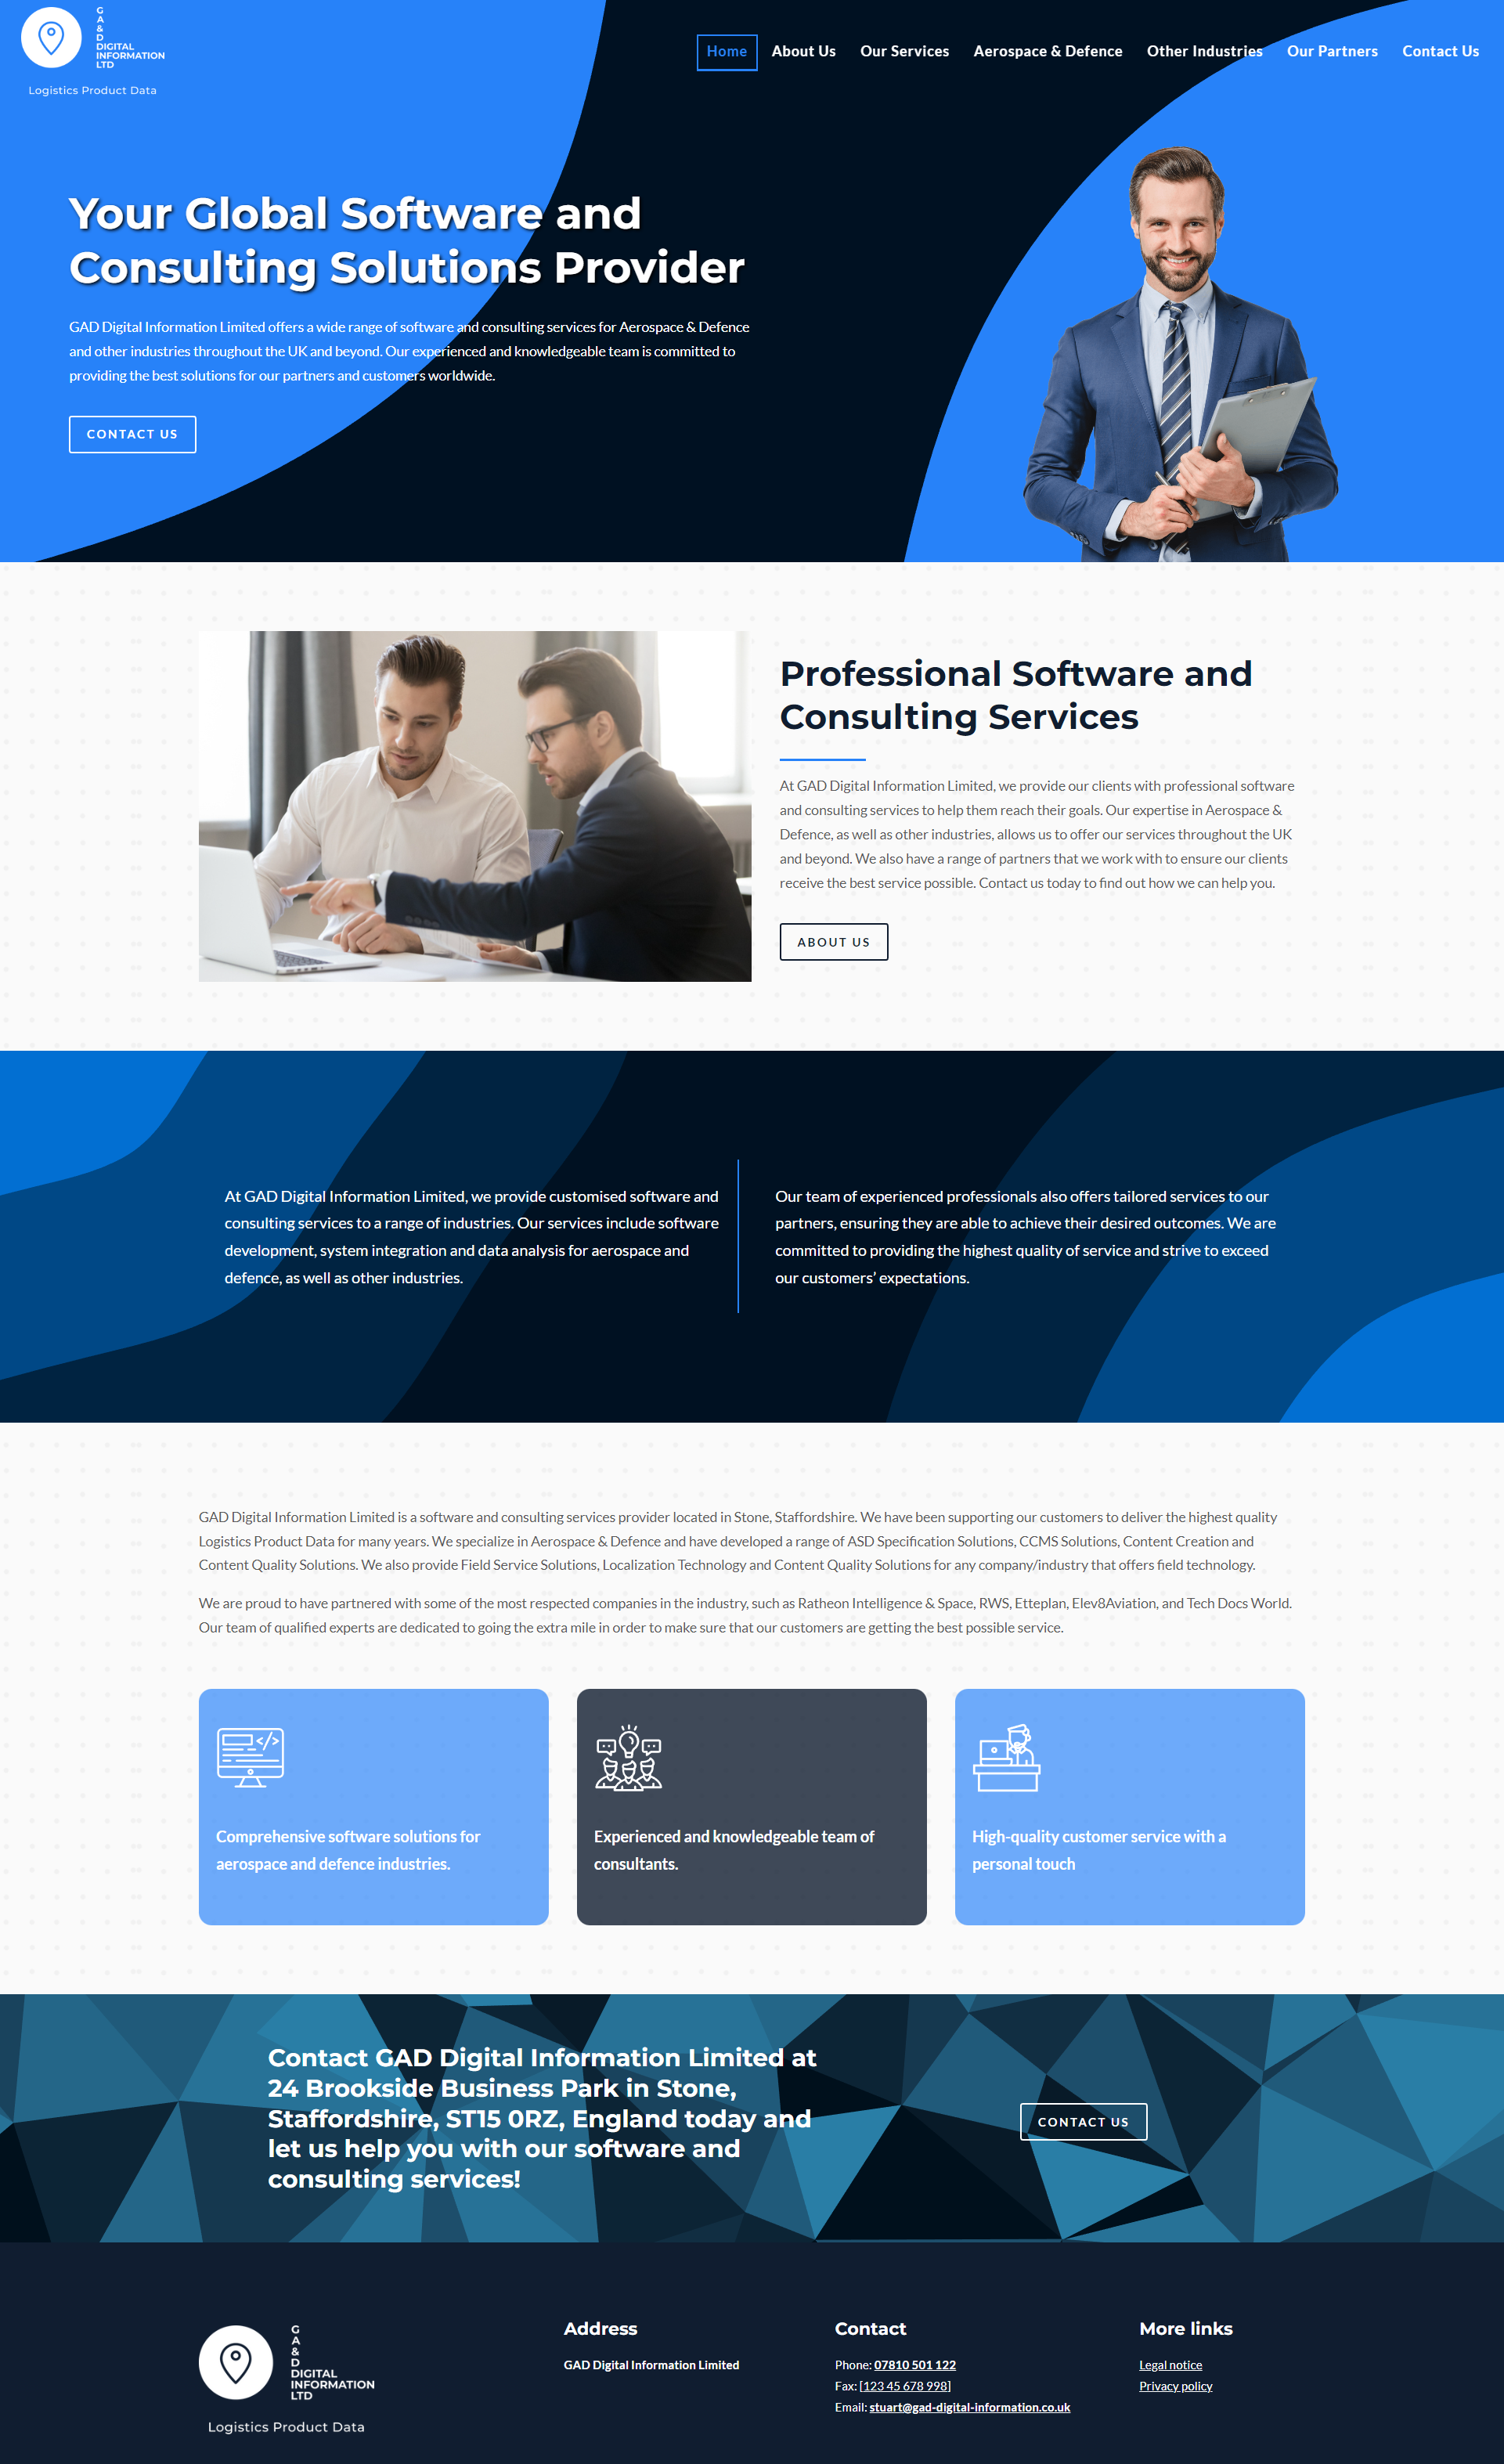 G
A
&
D
DIGITAL
INFORMATION
LTD
Logistics Product Data
Home About Us Our Services Aerospace & Defence Other Industries Our Partners Contact Us
Your Global Software and
Consulting Solutions Provider
GAD Digital Information Limited offers a wide range of software and consulting services for Aerospace & Defence
and other industries throughout the UK and beyond. Our experienced and knowledgeable team is committed to
providing the best solutions for our partners and customers worldwide.
CONTACT US
Professional Software and
Consulting Services
At GAD Digital Information Limited, we provide our clients with professional software
and consulting services to help them reach their goals. Our expertise in Aerospace &
Defence, as well as other industries, allows us to offer our services throughout the UK
and beyond. We also have a range of partners that we work with to ensure our clients
receive the best service possible. Contact us today to find out how we can help you.
ABOUT US
At GAD Digital Information Limited, we provide customised software and
consulting services to a range of industries. Our services include software
development, system integration and data analysis for aerospace and
defence, as well as other industries.
Our team of experienced professionals also offers tailored services to our
partners, ensuring they are able to achieve their desired outcomes. We are
committed to providing the highest quality of service and strive to exceed
our customers’ expectations.
GAD Digital Information Limited is a software and consulting services provider located in Stone, Staffordshire. We have been supporting our customers to deliver the highest quality
Logistics Product Data for many years. We specialize in Aerospace & Defence and have developed a range of ASD Specification Solutions, CCMS Solutions, Content Creation and
Content Quality Solutions. We also provide Field Service Solutions, Localization Technology and Content Quality Solutions for any company/industry that offers field technology.
We are proud to have partnered with some of the most respected companies in the industry, such as Ratheon Intelligence & Space, RWS, Etteplan, Elev8Aviation, and Tech Docs World.
Our team of qualified experts are dedicated to going the extra mile in order to make sure that our customers are getting the best possible service.
Comprehensive software solutions for
aerospace and defence industries.
Experienced and knowledgeable team of
consultants.
High-quality customer service with a
personal touch
Contact GAD Digital Information Limited at
24 Brookside Business Park in Stone,
Staffordshire, ST15 0RZ, England today and
let us help you with our software and
consulting services!
CONTACT US
G
A
&
D
DIGITAL
INFORMATION
LTD
Logistics Product Data
Address
GAD Digital Information Limited
Contact
Phone: 07810 501 122
Fax: [123 45 678 998]
Email: stuart@gad-digital-information.co.uk
More links
Legal notice
Privacy policy